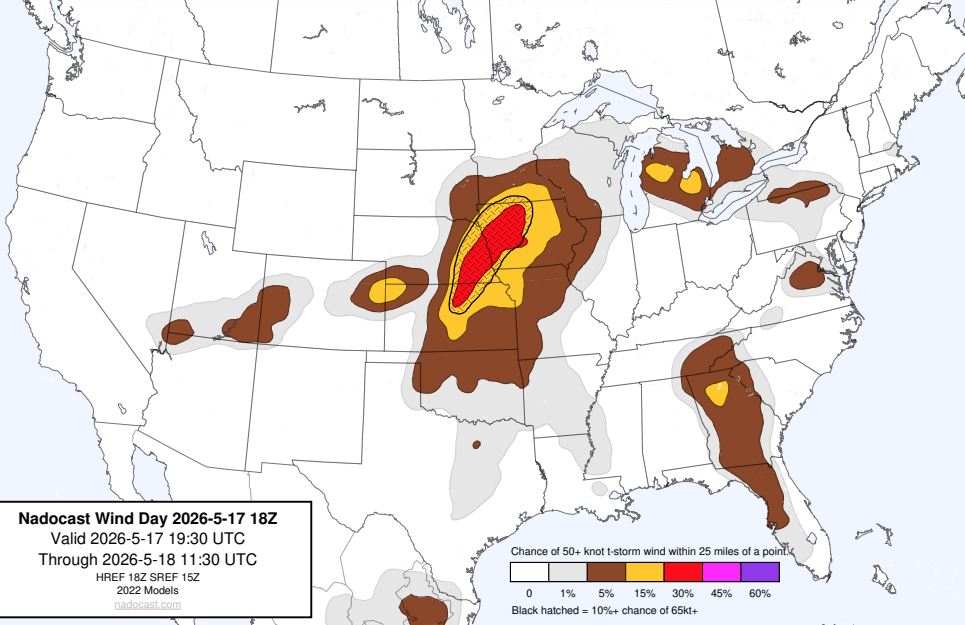 Nadocast Wind Day 2026-5-17 18Z
Valid 2026-5-17 19:30 UTC
Through 2026-5-18 11:30 UTC
HREF 18Z SREF 15Z
2022 Models
nadocast.com
Chance of 50+ knot t-storm wind within 25 miles of a point.
0 1% 5% 15% 30% 45% 60%
Black hatched = 10%+ chance of 65kt+